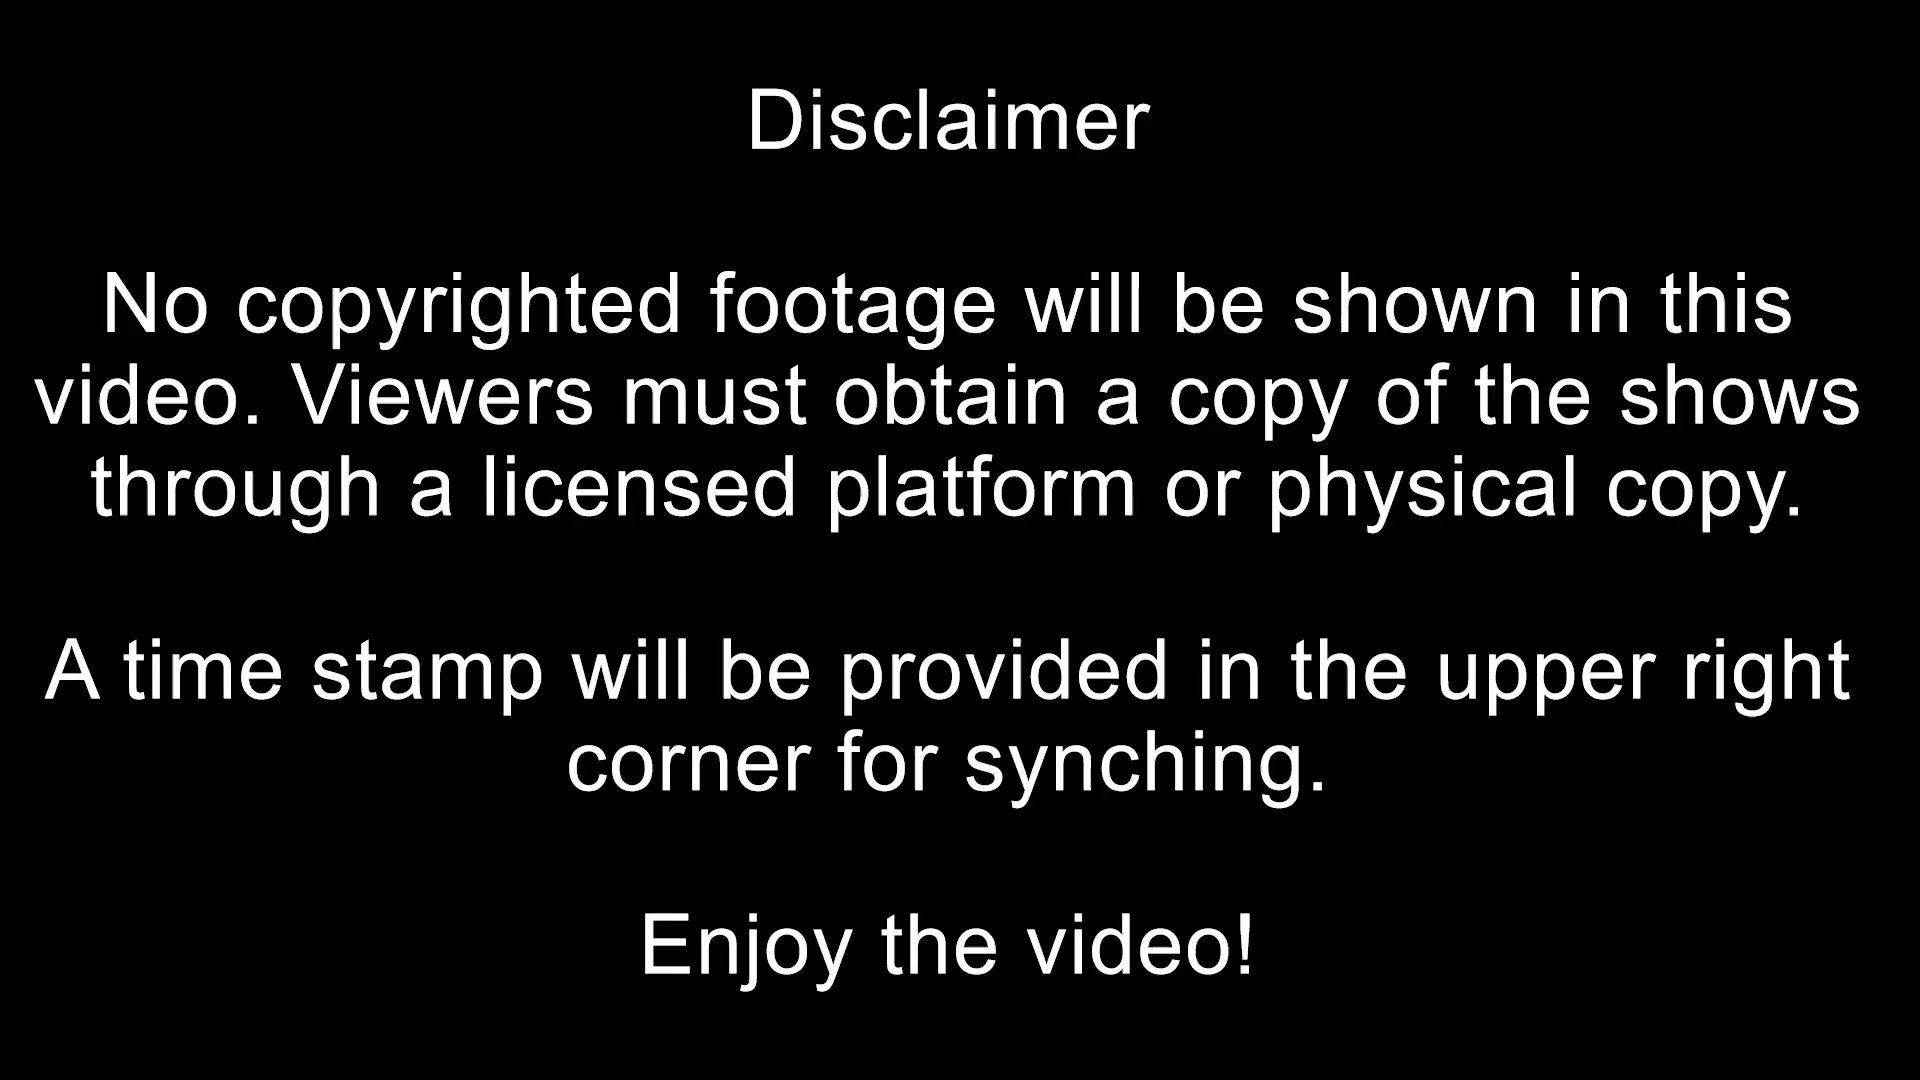 Disclaimer
No copyrighted footage will be shown in this
video. Viewers must obtain a copy of the shows
through a licensed platform or physical copy.
A time stamp will be provided in the upper right
corner for synching.
Enjoy the video!